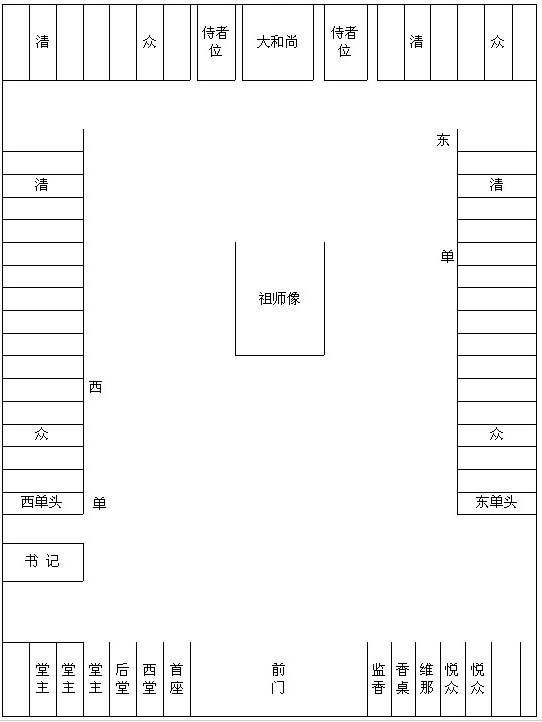 清 众 侍者位 大和尚 侍者位 清 众
东
清 清
单
祖师像
西
众 众
西单头 单 东单头
书 记
堂主 堂主 堂主 后堂 西堂 首座 前门 监香 香桌 维那 悦众 悦众